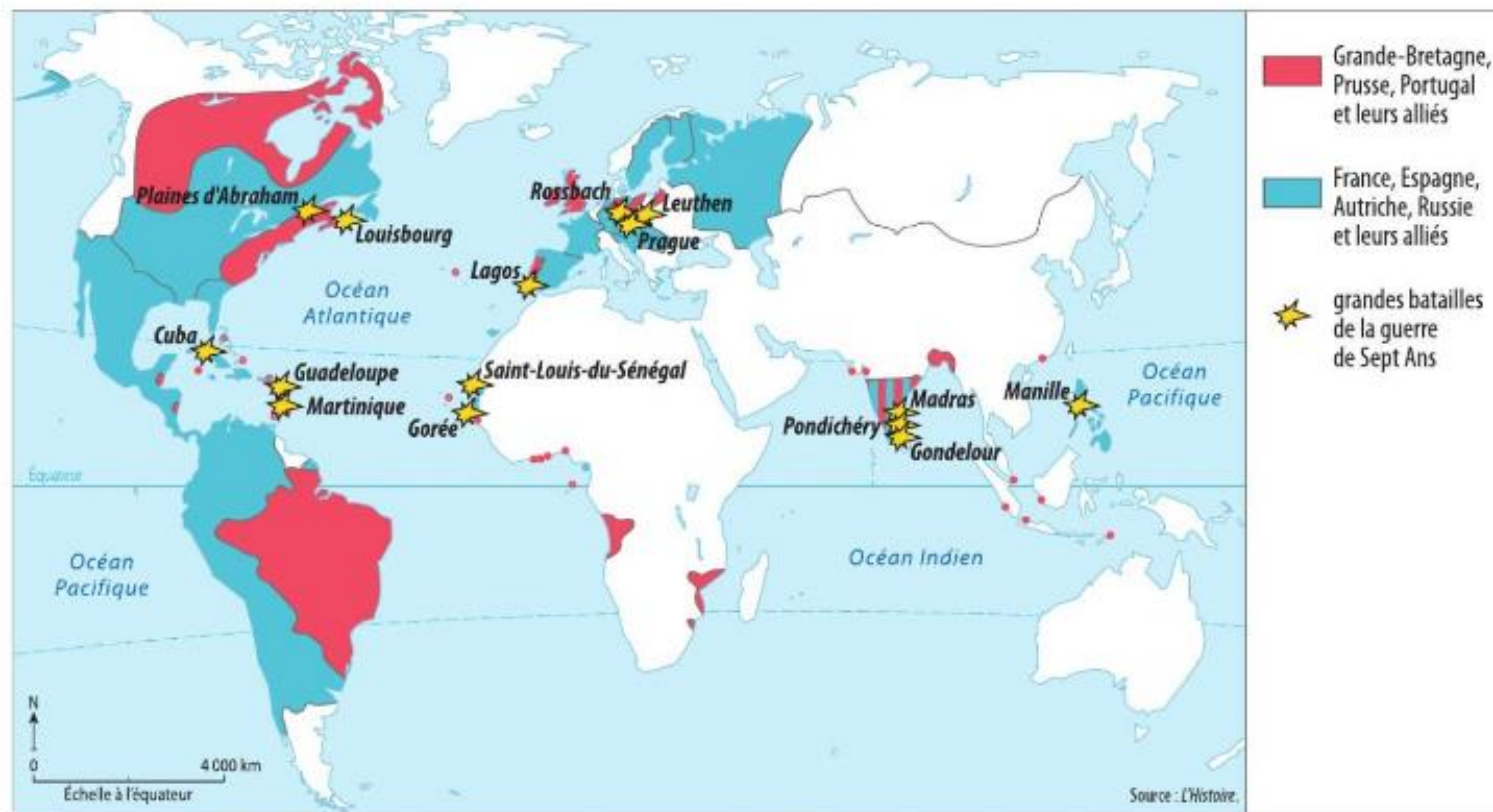 Plaines d'Abraham
Louisbourg
Rossbach
Leuthen
Prague
Lagos
Océan
Atlantique
Cuba
Guadeloupe
Martinique
Saint-Louis-du-Sénégal
Gorée
Madras
Pondichéry
Gondelour
Manille
Océan
Pacifique
Équateur
Océan
Pacifique
Océan Indien
N
0
4 000 km
Échelle à l'équateur
Source : L'Histoire.
Grande-Bretagne,
Prusse, Portugal
et leurs alliés
France, Espagne,
Autriche, Russie
et leurs alliés
grandes batailles
de la guerre
de Sept Ans